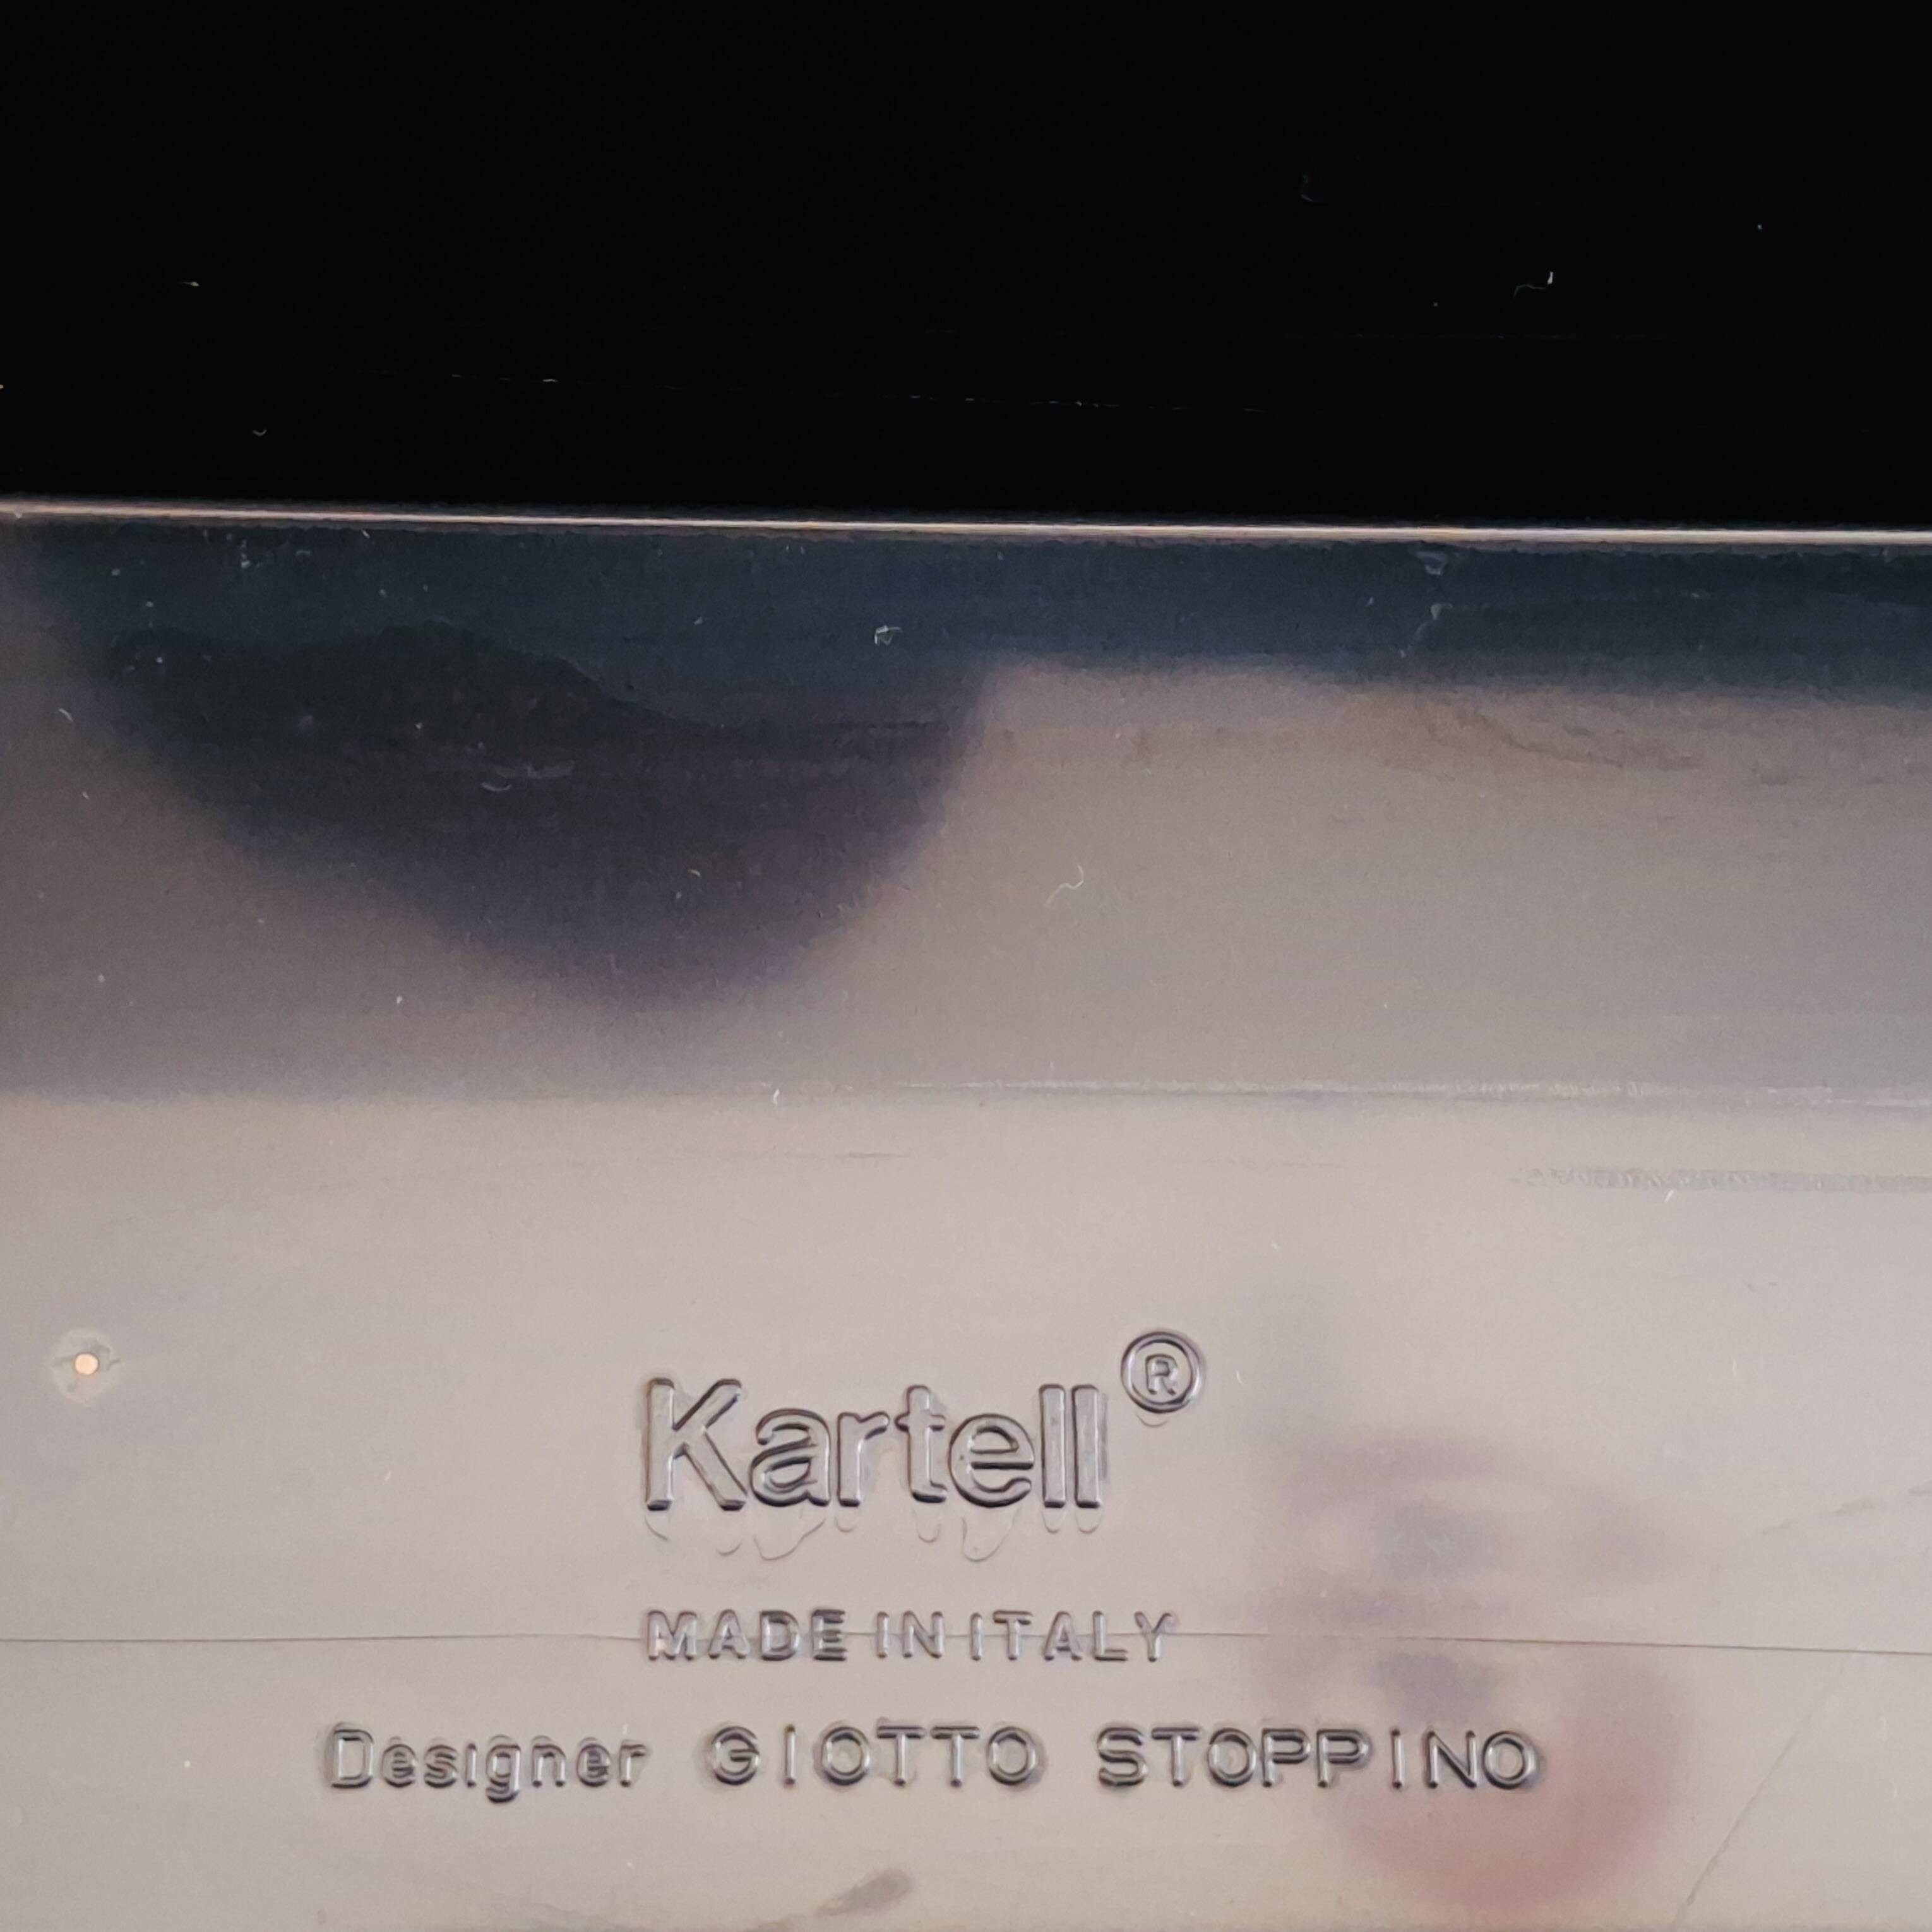 Kartell®
MADE IN ITALY
Designer GIOTTO STOPPINO